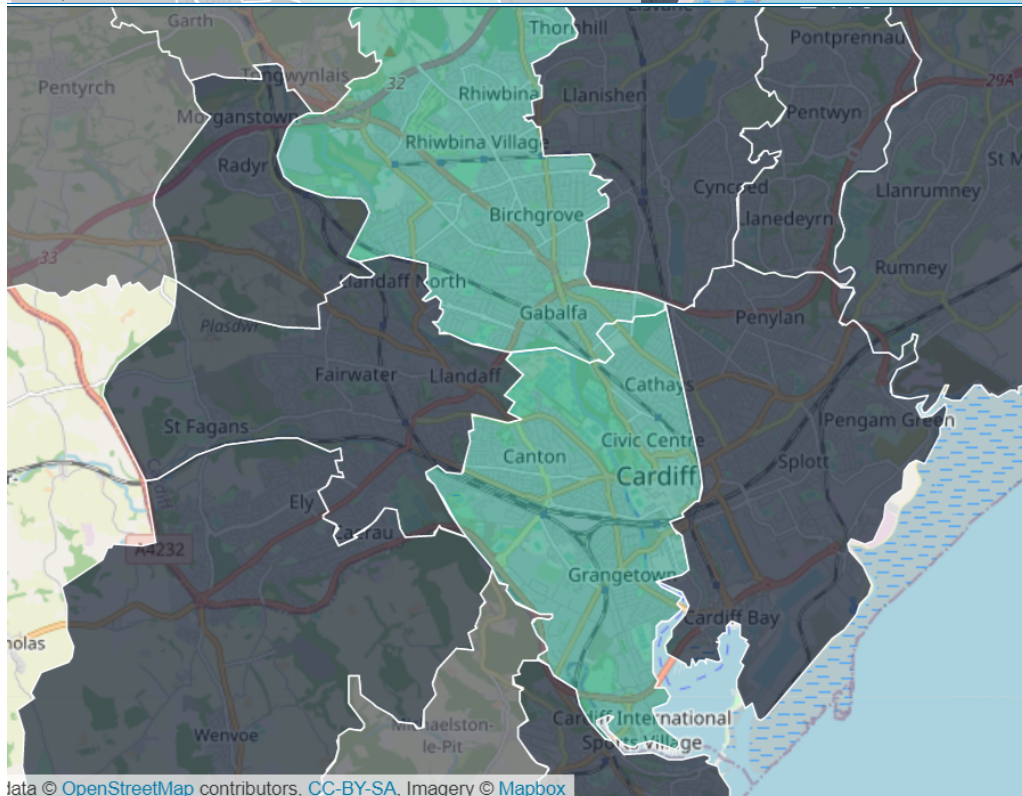 Garth
Thornhill
Pontprennau
Pentyrch
Tongwynlais
32
29A
Rhiwbina
Llanishen
Morganstown
Pentwyn
Rhiwbina Village
Radyr
St M
Cyncoed
Llanrumney
Birchgrove
Llanedeyrn
33
Rumney
Llandaff North
Plasdwr
Gabalfa
Penylan
Fairwater
Llandaff
Cathays
St Fagans
Pengam Green
Civic Centre
Canton
Cardiff
Splott
Ely
Caerau
A4232
Cardiff
Grangetown
Cardiff Bay
holas
Cardiff International
Sports Village
Wenvoe
Michaelston-
le-Pit
data © OpenStreetMap contributors, CC-BY-SA, Imagery © Mapbox